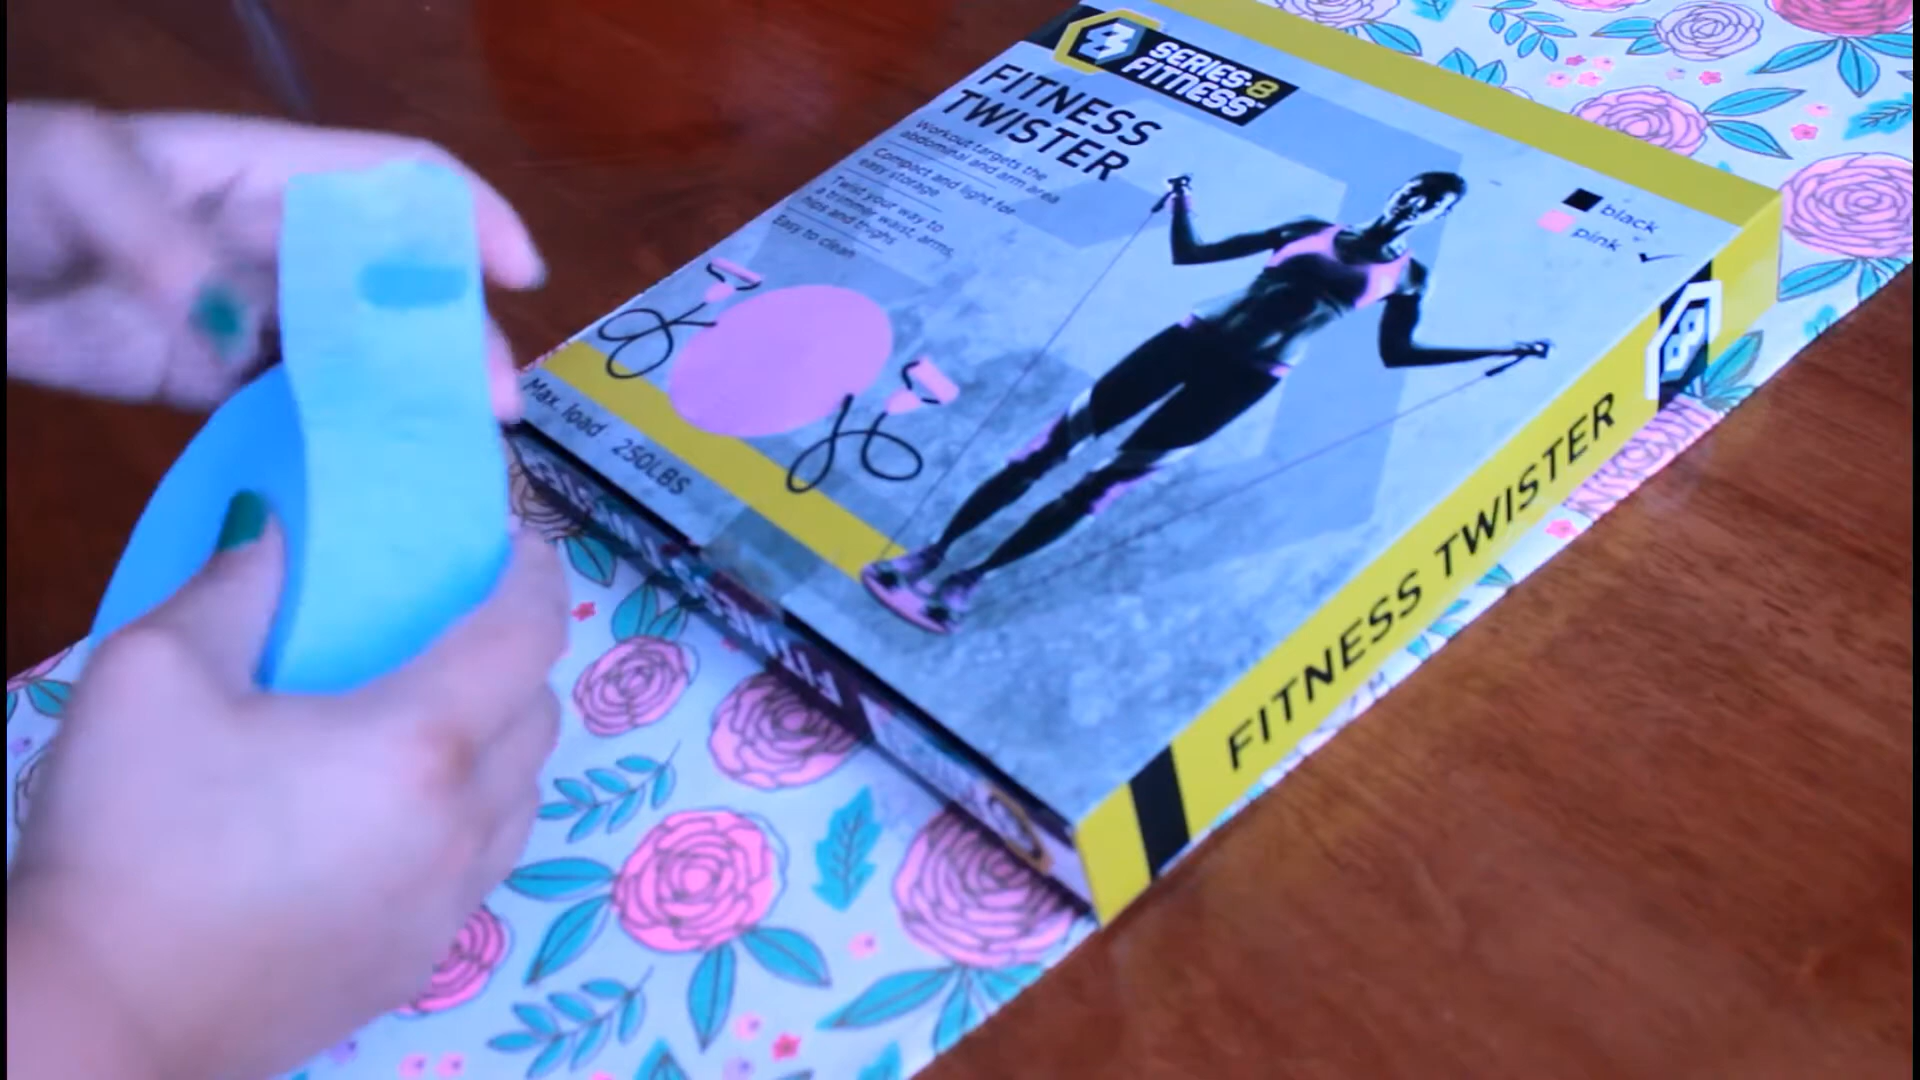 SERIES-8
FITNESS™
FITNESS
TWISTER
Workout targets the
abdominal and arm area
Compact and light for
easy storage
Twist your way to
a trimmer waist, arms,
hips and thighs
Easy to clean
black
pink
Max. load 250LBS
FITNESS TWISTER